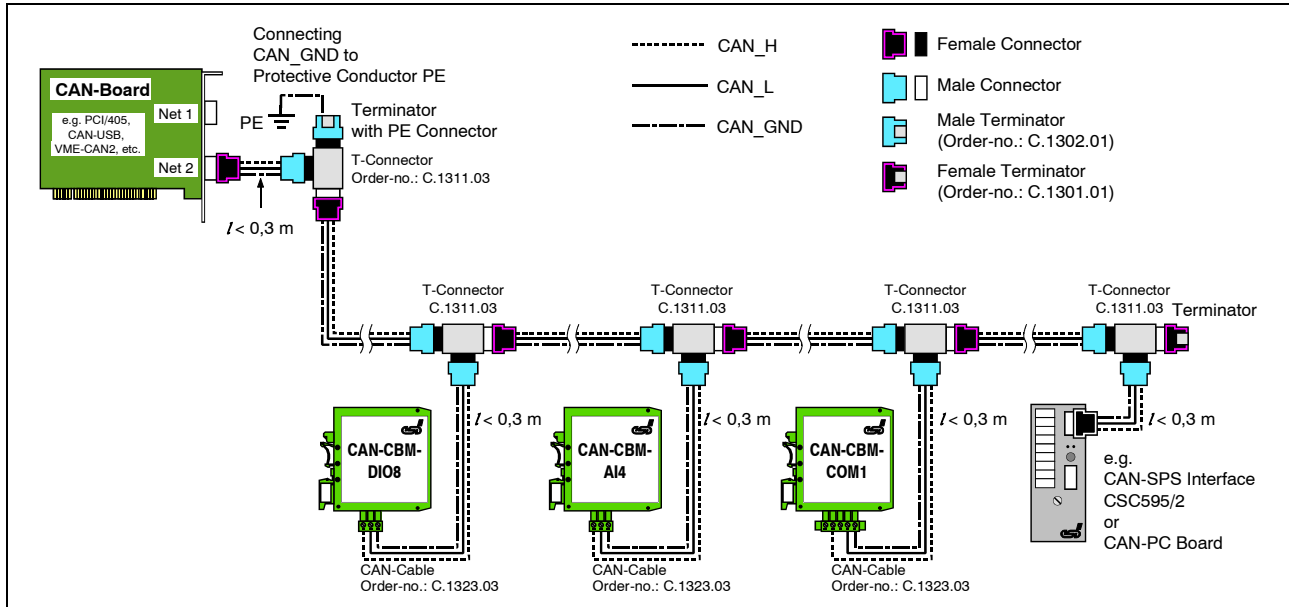 Connecting
CAN_GND to
Protective Conductor PE
CAN-Board
e.g. PCI/405,
CAN-USB,
VME-CAN2, etc.
Net 1
Net 2
PE
Terminator
with PE Connector
T-Connector
Order-no.: C.1311.03
l < 0,3 m
CAN_H
CAN_L
CAN_GND
Female Connector
Male Connector
Male Terminator
(Order-no.: C.1302.01)
Female Terminator
(Order-no.: C.1301.01)
T-Connector
C.1311.03
T-Connector
C.1311.03
T-Connector
C.1311.03
T-Connector
C.1311.03
Terminator
esd
CAN-CBM-
DIO8
l < 0,3 m
CAN-Cable
Order-no.: C.1323.03
esd
CAN-CBM-
AI4
l < 0,3 m
CAN-Cable
Order-no.: C.1323.03
esd
CAN-CBM-
COM1
l < 0,3 m
CAN-Cable
Order-no.: C.1323.03
l < 0,3 m
esd
e.g.
CAN-SPS Interface
CSC595/2
or
CAN-PC Board